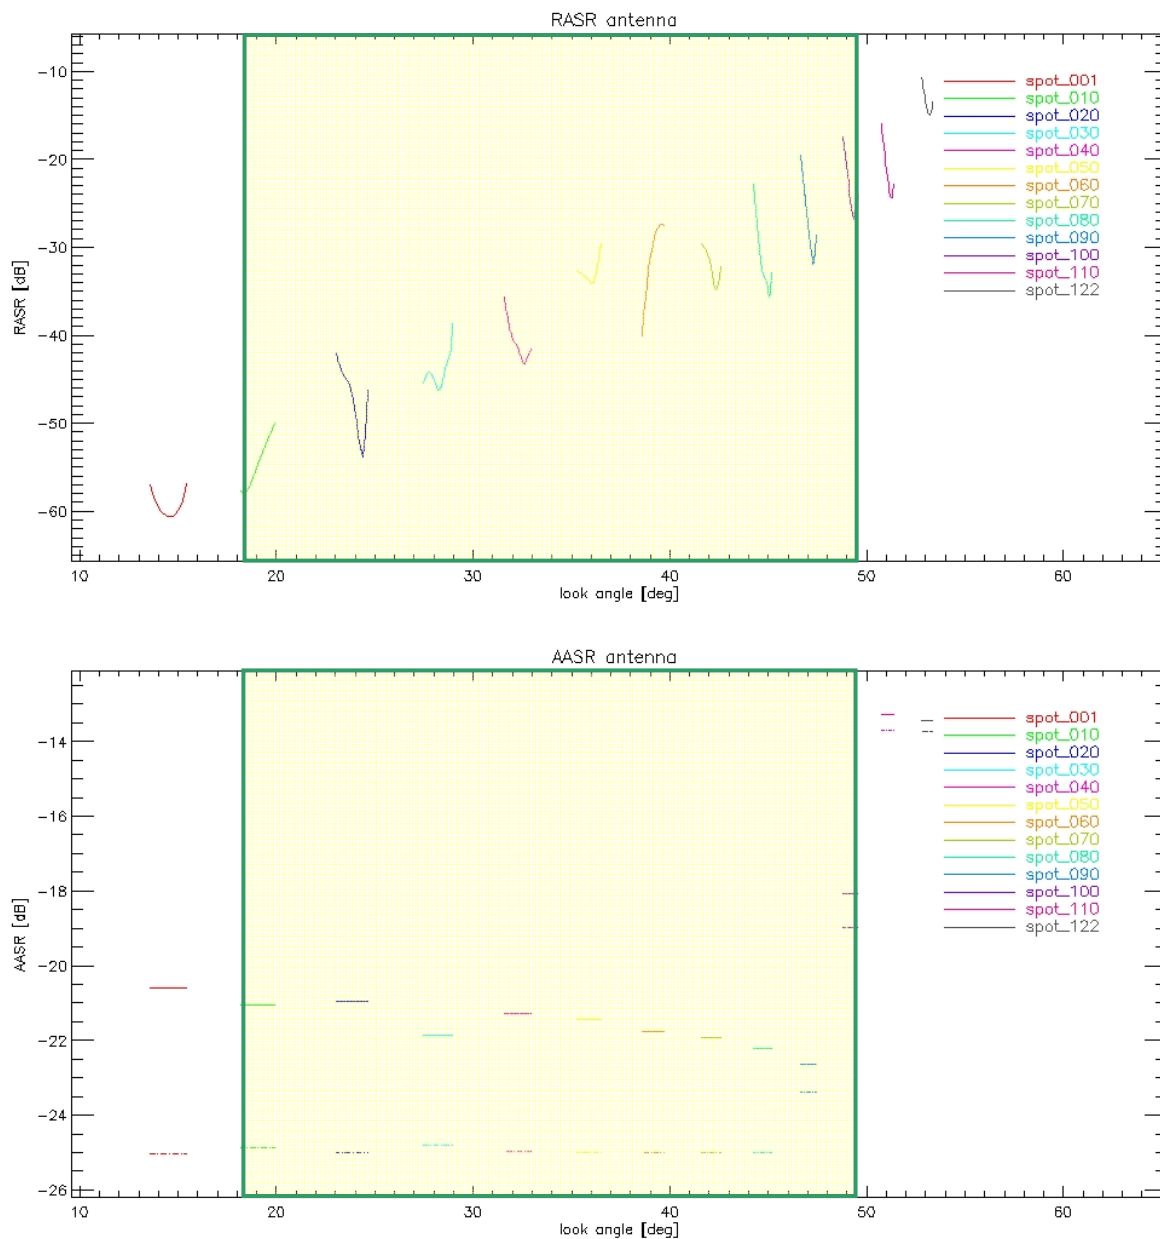 RASR antenna
-10
-20
-30
-40
-50
-60
RASR [dB]
10 20 30 40 50 60
look angle [deg]
spot_001
spot_010
spot_020
spot_030
spot_040
spot_050
spot_060
spot_070
spot_080
spot_090
spot_100
spot_110
spot_122
AASR antenna
-14
-16
-18
-20
-22
-24
-26
AASR [dB]
10 20 30 40 50 60
look angle [deg]
spot_001
spot_010
spot_020
spot_030
spot_040
spot_050
spot_060
spot_070
spot_080
spot_090
spot_100
spot_110
spot_122